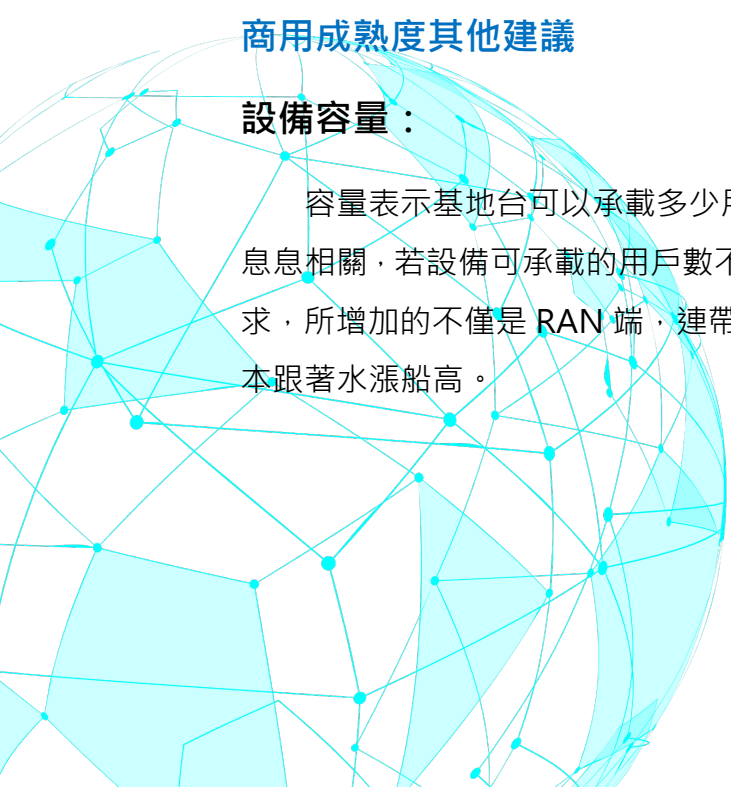 商用成熟度其他建議
設備容量：
容量表示基地台可以承載多少
息息相關，若設備可承載的用戶數不
求，所增加的不僅是 RAN 端，連帶
本跟著水漲船高。